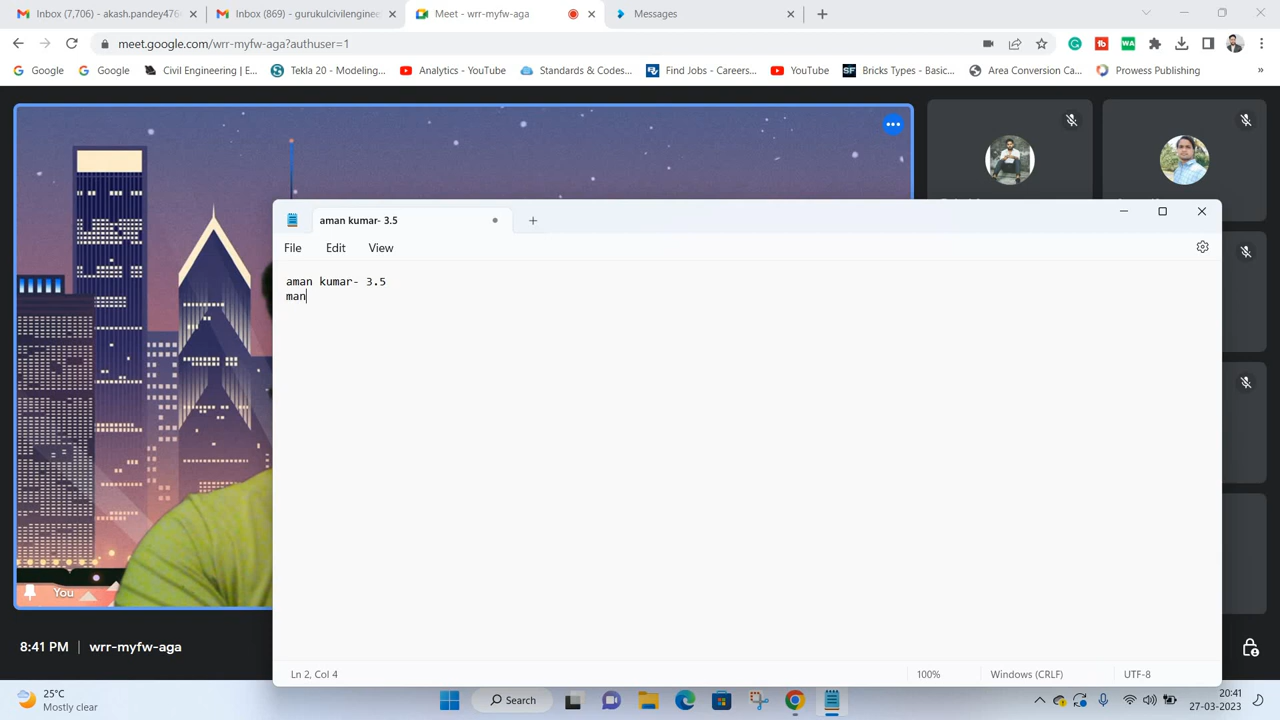 Inbox (7,706) - akash.pandey476
Inbox (869) - gurukulcivilenginee
Meet - wrr-myfw-aga
Messages
meet.google.com/wrr-myfw-aga?authuser=1
Google
Google
Civil Engineering | E...
Tekla 20 - Modeling...
Analytics - YouTube
Standards & Codes...
Find Jobs - Careers...
YouTube
Bricks Types - Basic...
Area Conversion Ca...
Prowess Publishing
»
aman kumar- 3.5
File Edit View
aman kumar- 3.5
man
You
8:41 PM | wrr-myfw-aga
Ln 2, Col 4
100%
Windows (CRLF)
UTF-8
25°C
Mostly clear
Search
20:41
27-03-2023